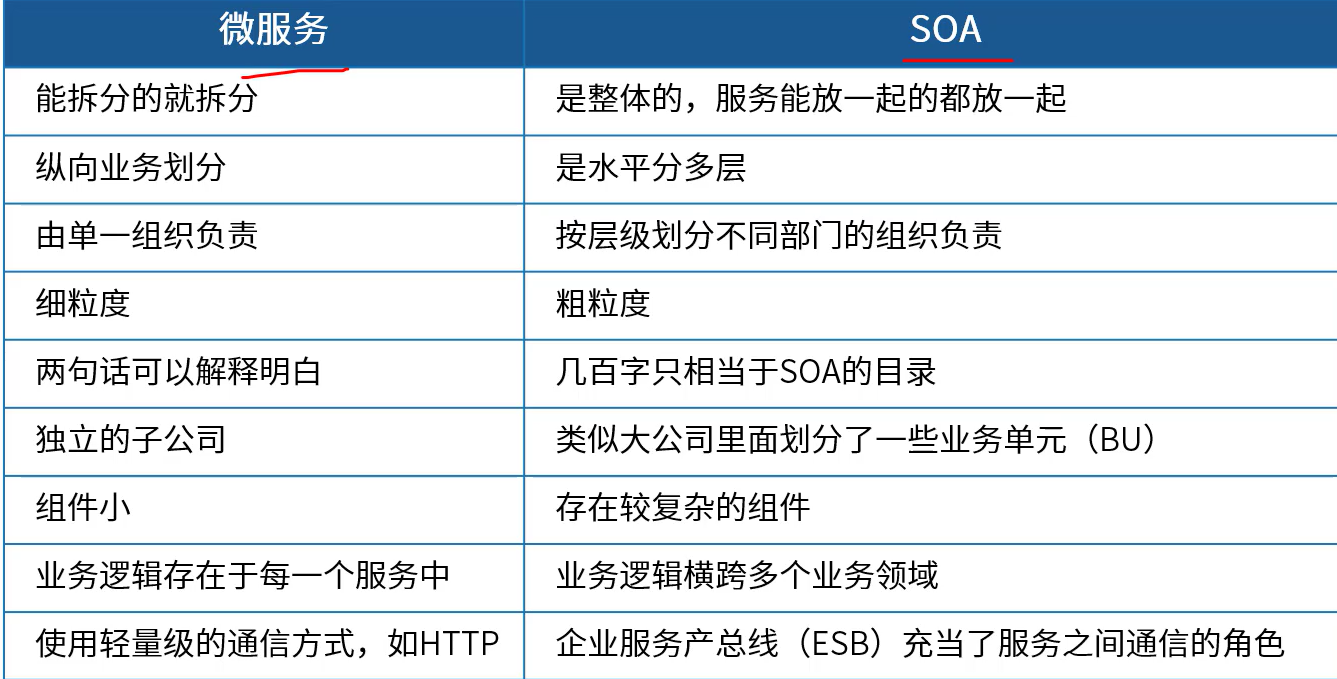 微服务 SOA
能拆分的就拆分 是整体的，服务能放一起的都放一起
纵向业务划分 是水平分多层
由单一组织负责 按层级划分不同部门的组织负责
细粒度 粗粒度
两句话可以解释明白 几百字只相当于SOA的目录
独立的子公司 类似大公司里面划分了一些业务单元（BU）
组件小 存在较复杂的组件
业务逻辑存在于每一个服务中 业务逻辑横跨多个业务领域
使用轻量级的通信方式，如HTTP 企业服务产总线（ESB）充当了服务之间通信的角色